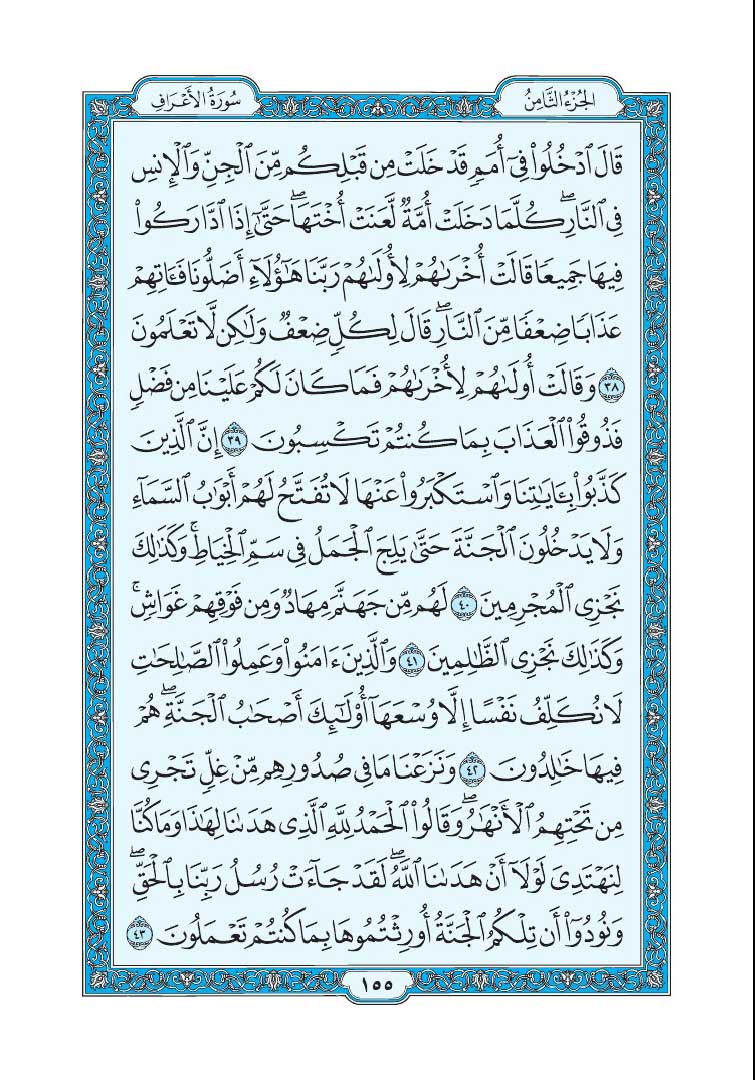 الجُزْءُ الثَّامِنُ
سُورَةُ الأَعْرَافِ
قَالَ ٱدْخُلُوا۟ فِىٓ أُمَمٍ قَدْ خَلَتْ مِن قَبْلِكُم مِّنَ ٱلْجِنِّ وَٱلْإِنسِ
فِى ٱلنَّارِ ۖ كُلَّمَا دَخَلَتْ أُمَّةٌ لَّعَنَتْ أُخْتَهَا ۖ حَتَّىٰٓ إِذَا ٱدَّارَكُوا۟
فِيهَا جَمِيعًا قَالَتْ أُخْرَىٰهُمْ لِأُولَىٰهُمْ رَبَّنَا هَٰٓؤُلَآءِ أَضَلُّونَا فَـَٔاتِهِمْ
عَذَابًا ضِعْفًا مِّنَ ٱلنَّارِ ۖ قَالَ لِكُلٍّ ضِعْفٌ وَلَٰكِن لَّا تَعْلَمُونَ
٣٨ وَقَالَتْ أُولَىٰهُمْ لِأُخْرَىٰهُمْ فَمَا كَانَ لَكُمْ عَلَيْنَا مِن فَضْلٍ
فَذُوقُوا۟ ٱلْعَذَابَ بِمَا كُنتُمْ تَكْسِبُونَ ٣٩ إِنَّ ٱلَّذِينَ
كَذَّبُوا۟ بِـَٔايَٰتِنَا وَٱسْتَكْبَرُوا۟ عَنْهَا لَا تُفَتَّحُ لَهُمْ أَبْوَٰبُ ٱلسَّمَآءِ
وَلَا يَدْخُلُونَ ٱلْجَنَّةَ حَتَّىٰ يَلِجَ ٱلْجَمَلُ فِى سَمِّ ٱلْخِيَاطِ ۚ وَكَذَٰلِكَ
نَجْزِى ٱلْمُجْرِمِينَ ٤٠ لَهُم مِّن جَهَنَّمَ مِهَادٌ وَمِن فَوْقِهِمْ غَوَاشٍ ۚ
وَكَذَٰلِكَ نَجْزِى ٱلظَّٰلِمِينَ ٤١ وَٱلَّذِينَ ءَامَنُوا۟ وَعَمِلُوا۟ ٱلصَّٰلِحَٰتِ
لَا نُكَلِّفُ نَفْسًا إِلَّا وُسْعَهَآ أُو۟لَٰٓئِكَ أَصْحَٰبُ ٱلْجَنَّةِ ۖ هُمْ
فِيهَا خَٰلِدُونَ ٤٢ وَنَزَعْنَا مَا فِى صُدُورِهِم مِّنْ غِلٍّ تَجْرِى
مِن تَحْتِهِمُ ٱلْأَنْهَٰرُ ۖ وَقَالُوا۟ ٱلْحَمْدُ لِلَّهِ ٱلَّذِى هَدَىٰنَا لِهَٰذَا وَمَا كُنَّا
لِنَهْتَدِىَ لَوْلَآ أَنْ هَدَىٰنَا ٱللَّهُ ۖ لَقَدْ جَآءَتْ رُسُلُ رَبِّنَا بِٱلْحَقِّ ۖ
وَنُودُوٓا۟ أَن تِلْكُمُ ٱلْجَنَّةُ أُورِثْتُمُوهَا بِمَا كُنتُمْ تَعْمَلُونَ ٤٣
١٥٥